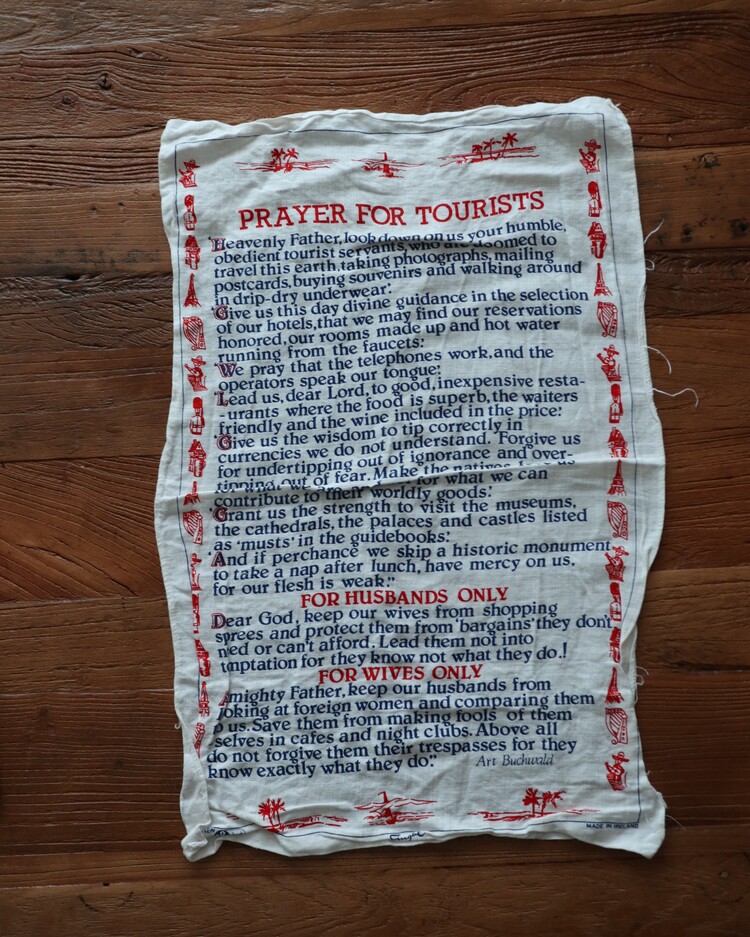 PRAYER FOR TOURISTS
'Heavenly Father, look down on us your humble,
obedient tourist servants, who are doomed to
travel this earth, taking photographs, mailing
postcards, buying souvenirs and walking around
in drip-dry underwear.'
'Give us this day divine guidance in the selection
of our hotels, that we may find our reservations
honored, our rooms made up and hot water
running from the faucets.'
'We pray that the telephones work, and the
operators speak our tongue.'
'Lead us, dear Lord, to good, inexpensive resta-
-urants where the food is superb, the waiters
friendly and the wine included in the price.'
'Give us the wisdom to tip correctly in
currencies we do not understand. Forgive us
for undertipping out of ignorance and over-
tipping out of fear. Make the natives us
for what we can
contribute to their worldly goods.'
'Grant us the strength to visit the museums,
the cathedrals, the palaces and castles listed
as 'musts' in the guidebooks.'
'And if perchance we skip a historic monument
to take a nap after lunch, have mercy on us.
for our flesh is weak.''
FOR HUSBANDS ONLY
Dear God, keep our wives from shopping
sprees and protect them from 'bargains' they don't
n'ed or can't afford. Lead them not into
tmptation for they know not what they do.!
FOR WIVES ONLY
Amighty Father, keep our husbands from
oking at foreign women and comparing them
o us. Save them from making fools of them
-selves in cafes and night clubs. Above all
do not forgive them their trespasses for they
know exactly what they do.''
Art Buchwald
MADE IN IRELAND